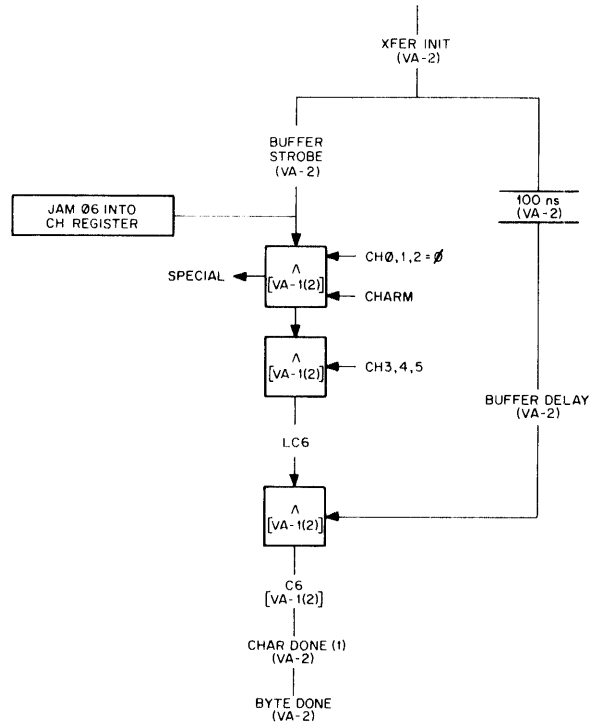 XFER INIT
(VA-2)
BUFFER
STROBE
(VA-2)
JAM Ø6 INTO
CH REGISTER
100 ns
(VA-2)
CHØ,1,2=Ø
SPECIAL
Λ
[VA-1(2)]
CHARM
Λ
[VA-1(2)]
CH3,4,5
BUFFER DELAY
(VA-2)
LC6
Λ
[VA-1(2)]
C6
[VA-1(2)]
CHAR DONE (1)
(VA-2)
BYTE DONE
(VA-2)